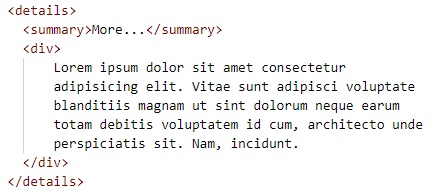 <details>
<summary>More...</summary>
<div>
Lorem ipsum dolor sit amet consectetur
adipisicing elit. Vitae sunt adipisci voluptate
blanditiis magnam ut sint dolorum neque earum
totam debitis voluptatem id cum, architecto unde
perspiciatis sit. Nam, incidunt.
</div>
</details>